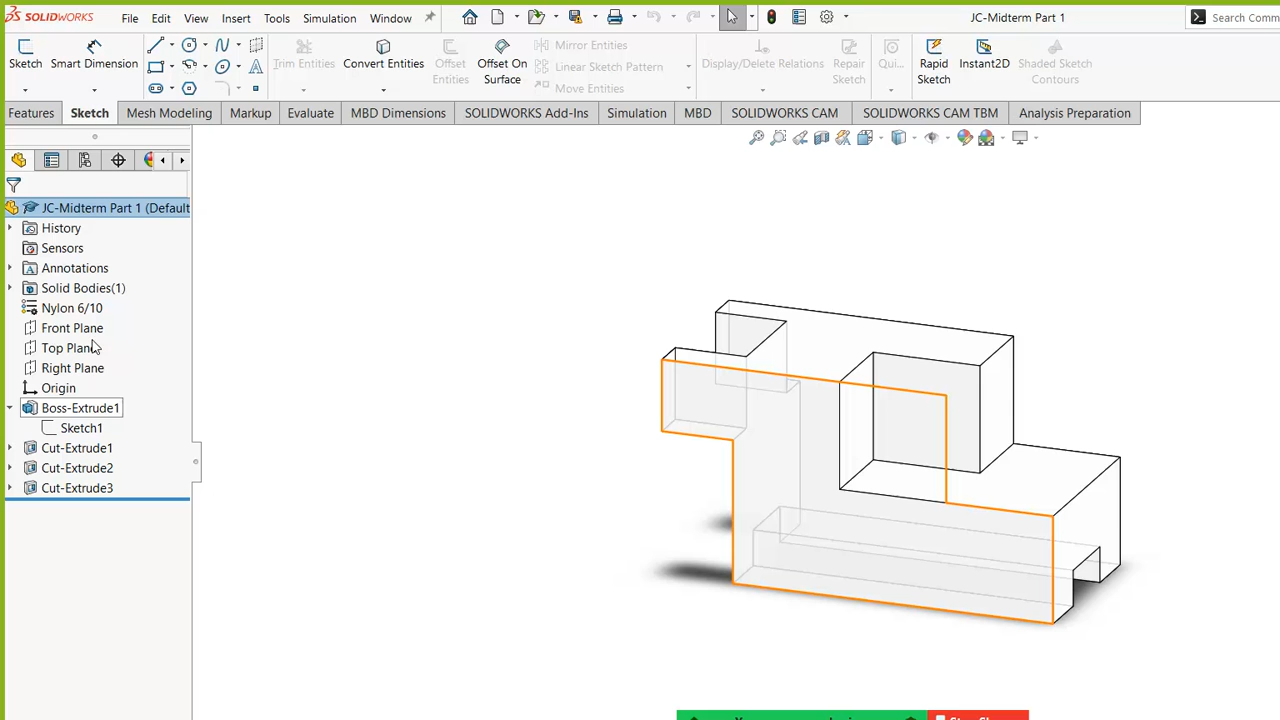 SOLIDWORKS File Edit View Insert Tools Simulation Window JC-Midterm Part 1 Search Comm
Sketch Smart Dimension Trim Entities Convert Entities Offset Entities Offset On Surface Mirror Entities Display/Delete Relations Repair Sketch Qui... Rapid Sketch Instant2D Shaded Sketch Contours
Linear Sketch Pattern
Move Entities
Features Sketch Mesh Modeling Markup Evaluate MBD Dimensions SOLIDWORKS Add-Ins Simulation MBD SOLIDWORKS CAM SOLIDWORKS CAM TBM Analysis Preparation
JC-Midterm Part 1 (Default
History
Sensors
Annotations
Solid Bodies(1)
Nylon 6/10
Front Plane
Top Plane
Right Plane
Origin
Boss-Extrude1
Sketch1
Cut-Extrude1
Cut-Extrude2
Cut-Extrude3